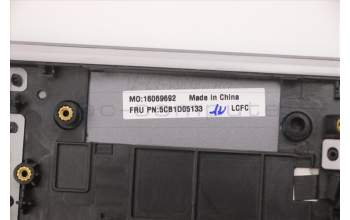 MO:16069692 Made in China
FRU PN:5CB1D05133 LCFC